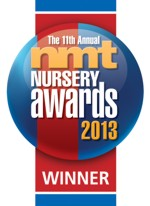 The 11th Annual
nmt
NURSERY
awards
2013
WINNER